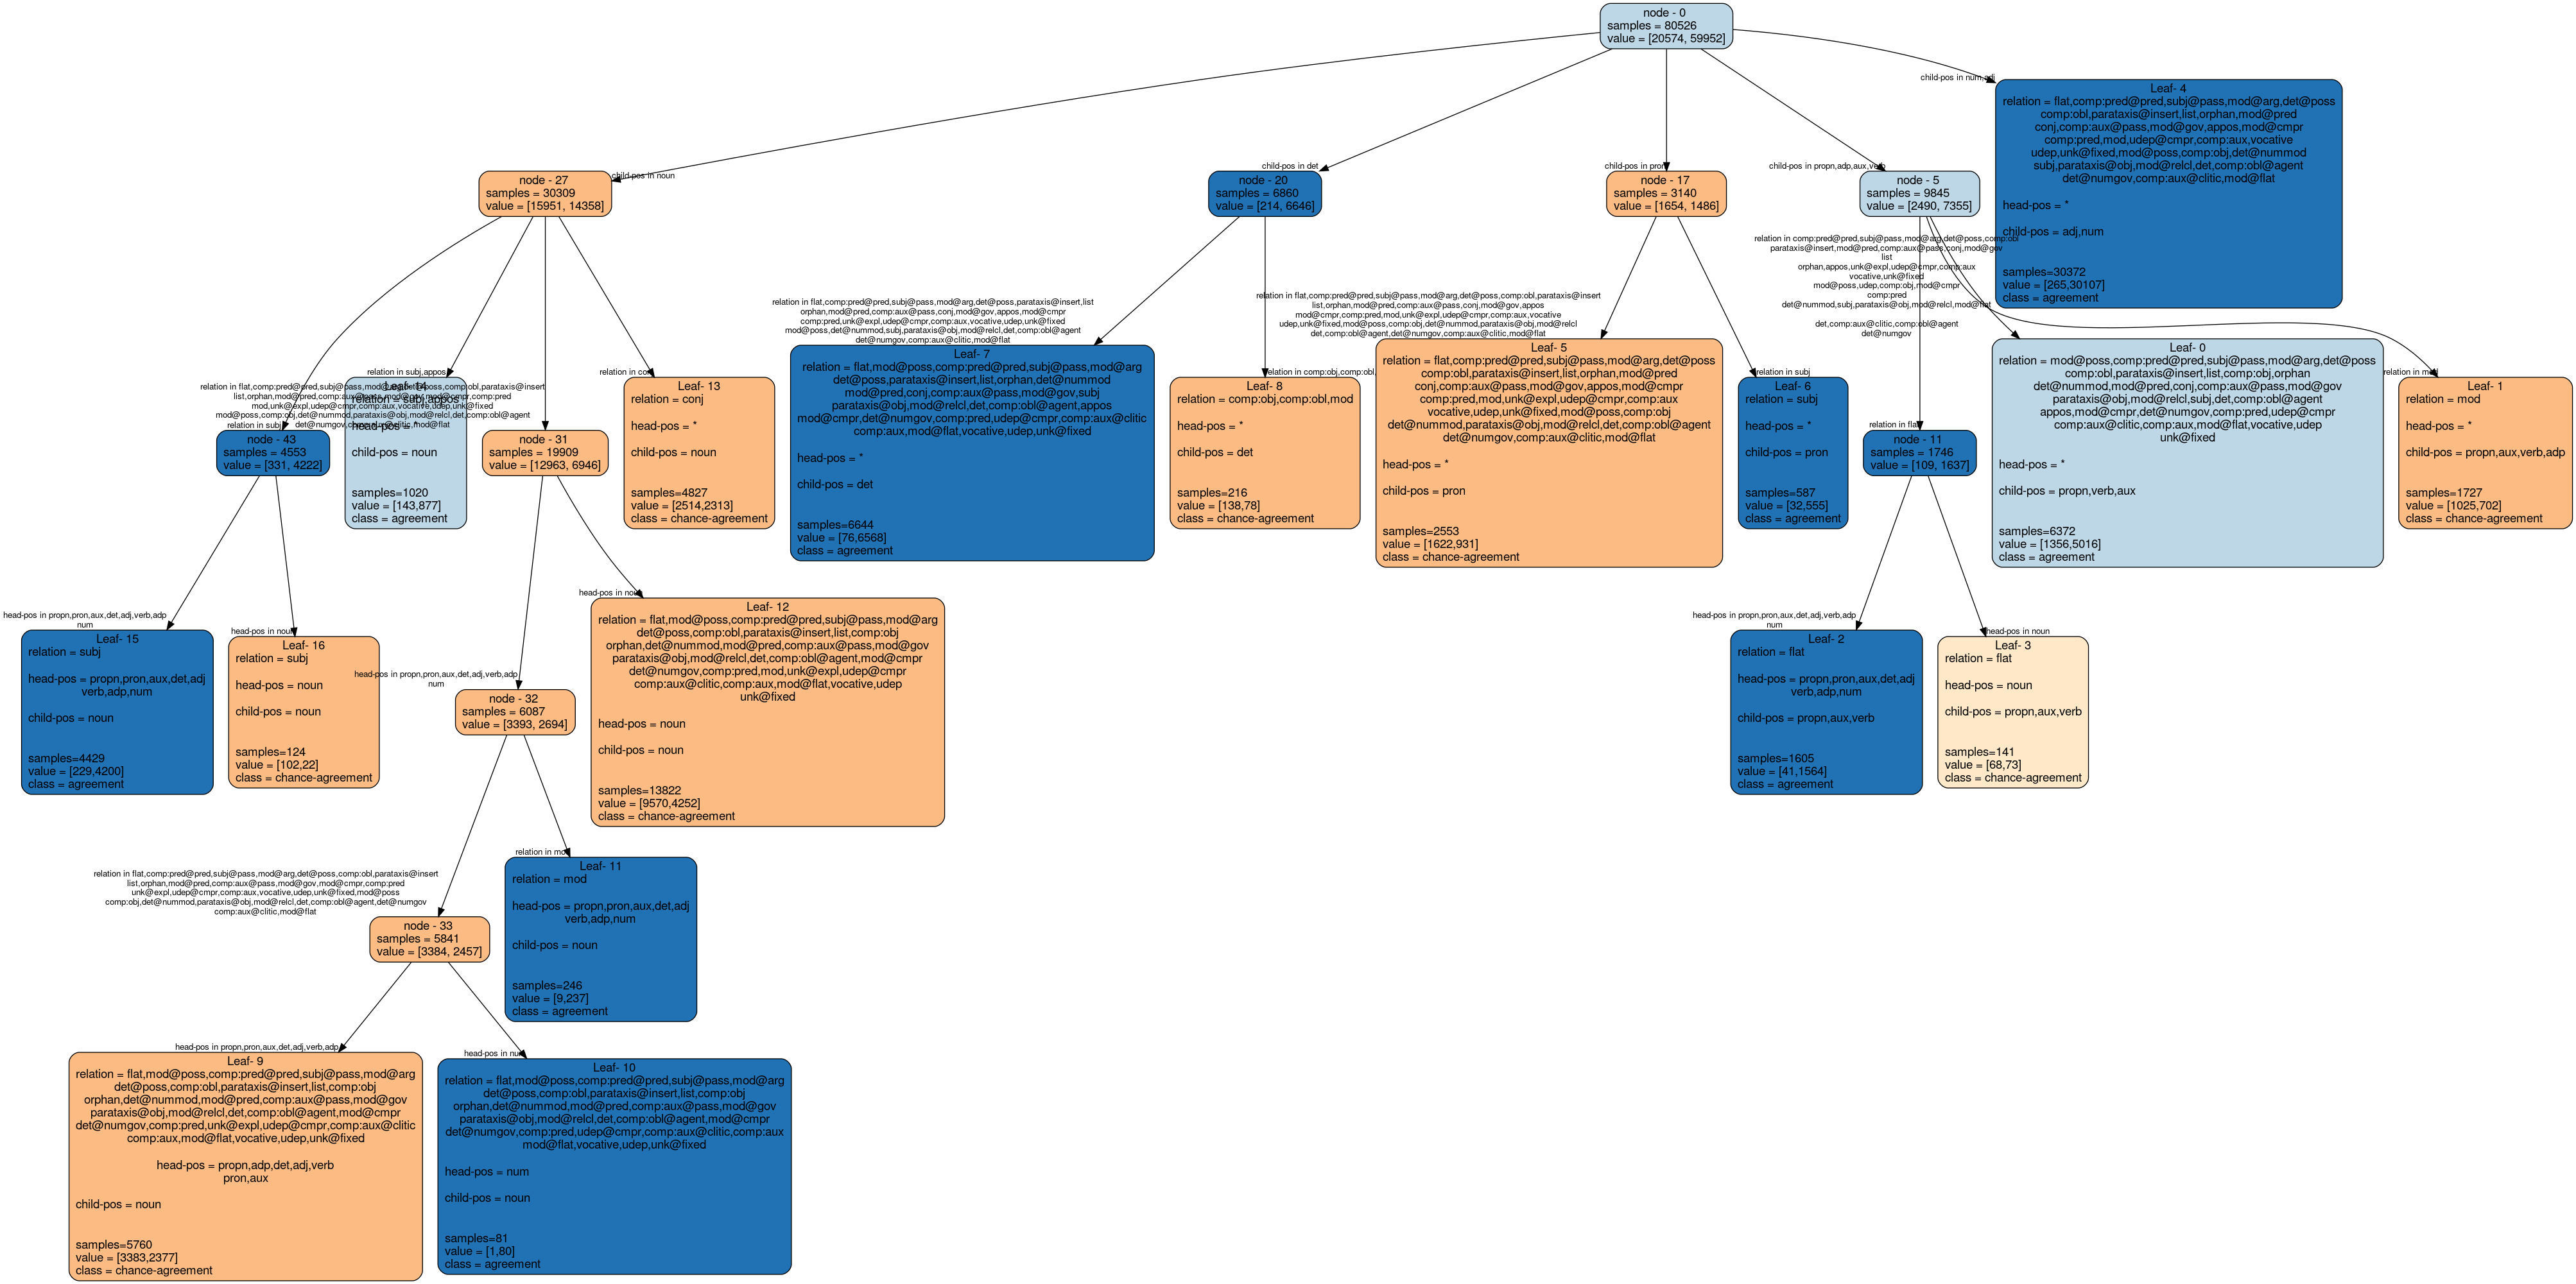 node - 0
samples = 80526
value = [20574, 59952]
child-pos in noun
child-pos in det
child-pos in pron
child-pos in propn,adp,aux,verb
child-pos in num,adj
Leaf- 4
relation = flat,comp:pred@pred,subj@pass,mod@arg,det@poss
comp:obl,parataxis@insert,list,orphan,mod@pred
conj,comp:aux@pass,mod@gov,appos,mod@cmpr
comp:pred,mod,udep@cmpr,comp:aux,vocative
udep,unk@fixed,mod@poss,comp:obj,det@nummod
subj,parataxis@obj,mod@relcl,det,comp:obl@agent
det@numgov,comp:aux@clitic,mod@flat
head-pos = *
child-pos = adj,num
samples=30372
value = [265,30107]
class = agreement
node - 27
samples = 30309
value = [15951, 14358]
node - 20
samples = 6860
value = [214, 6646]
node - 17
samples = 3140
value = [1654, 1486]
node - 5
samples = 9845
value = [2490, 7355]
relation in comp:pred@pred,subj@pass,mod@arg,det@poss,comp:obl
parataxis@insert,mod@pred,comp:aux@pass,conj,mod@gov
list
orphan,appos,unk@expl,udep@cmpr,comp:aux
vocative,unk@fixed
mod@poss,udep,comp:obj,mod@cmpr
comp:pred
det@nummod,subj,parataxis@obj,mod@relcl,mod@flat
det,comp:aux@clitic,comp:obl@agent
det@numgov
relation in flat,comp:pred@pred,subj@pass,mod@arg,det@poss,parataxis@insert,list
orphan,mod@pred,comp:aux@pass,conj,mod@gov,appos,mod@cmpr
comp:pred,unk@expl,udep@cmpr,comp:aux,vocative,udep,unk@fixed
mod@poss,det@nummod,subj,parataxis@obj,mod@relcl,det,comp:obl@agent
det@numgov,comp:aux@clitic,mod@flat
relation in comp:obj,comp:obl,
relation in flat,comp:pred@pred,subj@pass,mod@arg,det@poss,comp:obl,parataxis@insert
list,orphan,mod@pred,comp:aux@pass,conj,mod@gov,appos
mod@cmpr,comp:pred,mod,unk@expl,udep@cmpr,comp:aux,vocative
udep,unk@fixed,mod@poss,comp:obj,det@nummod,parataxis@obj,mod@relcl
det,comp:obl@agent,det@numgov,comp:aux@clitic,mod@flat
relation in subj
relation in flat
relation in mod
relation in subj
relation in subj,appos
relation in flat,comp:pred@pred,subj@pass,mod@arg,det@poss,comp:obl,parataxis@insert
list,orphan,mod@pred,comp:aux@pass,mod@gov,mod@cmpr,comp:pred
mod,unk@expl,udep@cmpr,comp:aux,vocative,udep,unk@fixed
mod@poss,comp:obj,det@nummod,parataxis@obj,mod@relcl,det,comp:obl@agent
det@numgov,comp:aux@clitic,mod@flat
relation in conj
node - 43
samples = 4553
value = [331, 4222]
Leaf- 14
relation = subj,appos
head-pos = *
child-pos = noun
samples=1020
value = [143,877]
class = agreement
node - 31
samples = 19909
value = [12963, 6946]
Leaf- 13
relation = conj
head-pos = *
child-pos = noun
samples=4827
value = [2514,2313]
class = chance-agreement
Leaf- 7
relation = flat,mod@poss,comp:pred@pred,subj@pass,mod@arg
det@poss,parataxis@insert,list,orphan,det@nummod
mod@pred,conj,comp:aux@pass,mod@gov,subj
parataxis@obj,mod@relcl,det,comp:obl@agent,appos
mod@cmpr,det@numgov,comp:pred,udep@cmpr,comp:aux@clitic
comp:aux,mod@flat,vocative,udep,unk@fixed
head-pos = *
child-pos = det
samples=6644
value = [76,6568]
class = agreement
Leaf- 8
relation = comp:obj,comp:obl,mod
head-pos = *
child-pos = det
samples=216
value = [138,78]
class = chance-agreement
Leaf- 5
relation = flat,comp:pred@pred,subj@pass,mod@arg,det@poss
comp:obl,parataxis@insert,list,orphan,mod@pred
conj,comp:aux@pass,mod@gov,appos,mod@cmpr
comp:pred,mod,unk@expl,udep@cmpr,comp:aux
vocative,udep,unk@fixed,mod@poss,comp:obj
det@nummod,parataxis@obj,mod@relcl,det,comp:obl@agent
det@numgov,comp:aux@clitic,mod@flat
head-pos = *
child-pos = pron
samples=2553
value = [1622,931]
class = chance-agreement
Leaf- 6
relation = subj
head-pos = *
child-pos = pron
samples=587
value = [32,555]
class = agreement
node - 11
samples = 1746
value = [109, 1637]
Leaf- 0
relation = mod@poss,comp:pred@pred,subj@pass,mod@arg,det@poss
comp:obl,parataxis@insert,list,comp:obj,orphan
det@nummod,mod@pred,conj,comp:aux@pass,mod@gov
parataxis@obj,mod@relcl,subj,det,comp:obl@agent
appos,mod@cmpr,det@numgov,comp:pred,udep@cmpr
comp:aux@clitic,comp:aux,mod@flat,vocative,udep
unk@fixed
head-pos = *
child-pos = propn,verb,aux
samples=6372
value = [1356,5016]
class = agreement
Leaf- 1
relation = mod
head-pos = *
child-pos = propn,aux,verb,adp
samples=1727
value = [1025,702]
class = chance-agreement
head-pos in propn,pron,aux,det,adj,verb,adp
num
head-pos in noun
Leaf- 15
relation = subj
head-pos = propn,pron,aux,det,adj
verb,adp,num
child-pos = noun
samples=4429
value = [229,4200]
class = agreement
Leaf- 16
relation = subj
head-pos = noun
child-pos = noun
samples=124
value = [102,22]
class = chance-agreement
head-pos in propn,pron,aux,det,adj,verb,adp
num
head-pos in noun
node - 32
samples = 6087
value = [3393, 2694]
Leaf- 12
relation = flat,mod@poss,comp:pred@pred,subj@pass,mod@arg
det@poss,comp:obl,parataxis@insert,list,comp:obj
orphan,det@nummod,mod@pred,comp:aux@pass,mod@gov
parataxis@obj,mod@relcl,det,comp:obl@agent,mod@cmpr
det@numgov,comp:pred,mod,unk@expl,udep@cmpr
comp:aux@clitic,comp:aux,mod@flat,vocative,udep
unk@fixed
head-pos = noun
child-pos = noun
samples=13822
value = [9570,4252]
class = chance-agreement
head-pos in propn,pron,aux,det,adj,verb,adp
num
head-pos in noun
Leaf- 2
relation = flat
head-pos = propn,pron,aux,det,adj
verb,adp,num
child-pos = propn,aux,verb
samples=1605
value = [41,1564]
class = agreement
Leaf- 3
relation = flat
head-pos = noun
child-pos = propn,aux,verb
samples=141
value = [68,73]
class = chance-agreement
relation in flat,comp:pred@pred,subj@pass,mod@arg,det@poss,comp:obl,parataxis@insert
list,orphan,mod@pred,comp:aux@pass,mod@gov,mod@cmpr,comp:pred
unk@expl,udep@cmpr,comp:aux,vocative,udep,unk@fixed,mod@poss
comp:obj,det@nummod,parataxis@obj,mod@relcl,det,comp:obl@agent,det@numgov
comp:aux@clitic,mod@flat
relation in mod
node - 33
samples = 5841
value = [3384, 2457]
Leaf- 11
relation = mod
head-pos = propn,pron,aux,det,adj
verb,adp,num
child-pos = noun
samples=246
value = [9,237]
class = agreement
head-pos in propn,pron,aux,det,adj,verb,adp
head-pos in num
Leaf- 9
relation = flat,mod@poss,comp:pred@pred,subj@pass,mod@arg
det@poss,comp:obl,parataxis@insert,list,comp:obj
orphan,det@nummod,mod@pred,comp:aux@pass,mod@gov
parataxis@obj,mod@relcl,det,comp:obl@agent,mod@cmpr
det@numgov,comp:pred,unk@expl,udep@cmpr,comp:aux@clitic
comp:aux,mod@flat,vocative,udep,unk@fixed
head-pos = propn,adp,det,adj,verb
pron,aux
child-pos = noun
samples=5760
value = [3383,2377]
class = chance-agreement
Leaf- 10
relation = flat,mod@poss,comp:pred@pred,subj@pass,mod@arg
det@poss,comp:obl,parataxis@insert,list,comp:obj
orphan,det@nummod,mod@pred,comp:aux@pass,mod@gov
parataxis@obj,mod@relcl,det,comp:obl@agent,mod@cmpr
det@numgov,comp:pred,udep@cmpr,comp:aux@clitic,comp:aux
mod@flat,vocative,udep,unk@fixed
head-pos = num
child-pos = noun
samples=81
value = [1,80]
class = agreement